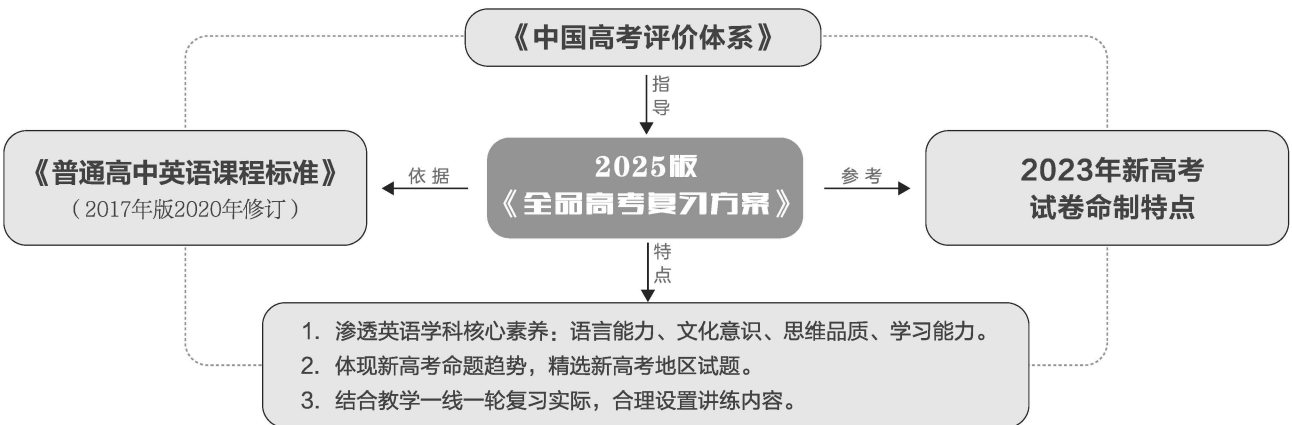 《中国高考评价体系》
指导
《普通高中英语课程标准》
（2017年版2020年修订）
依据
2025版
《全品高考复习方案》
参考
2023年新高考
试卷命制特点
特点
1. 渗透英语学科核心素养：语言能力、文化意识、思维品质、学习能力。
2. 体现新高考命题趋势，精选新高考地区试题。
3. 结合教学一线一轮复习实际，合理设置讲练内容。